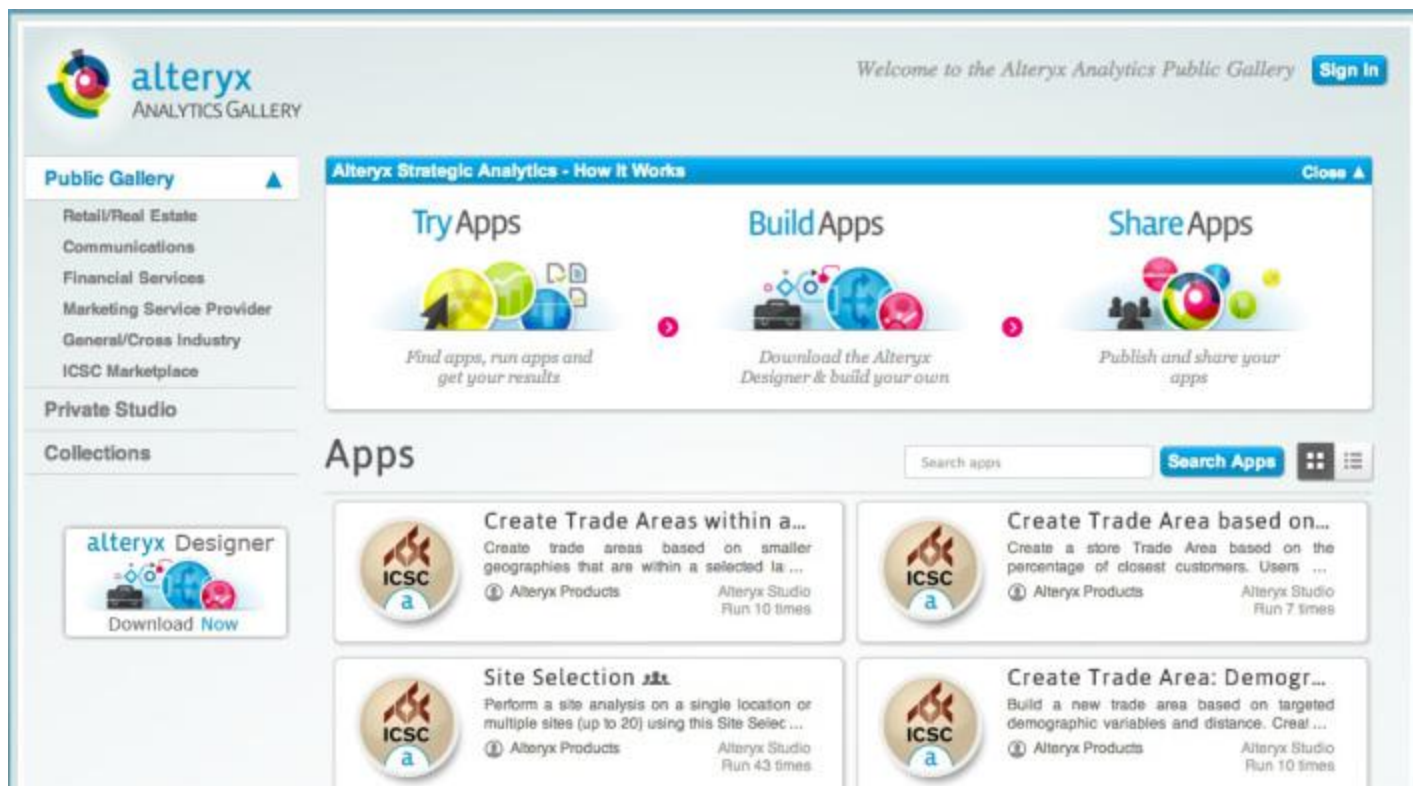 alteryx
ANALYTICS GALLERY
Welcome to the Alteryx Analytics Public Gallery
Sign In
Public Gallery
Retail/Real Estate
Communications
Financial Services
Marketing Service Provider
General/Cross Industry
ICSC Marketplace
Private Studio
Collections
alteryx Designer
Download Now
Alteryx Strategic Analytics - How It Works
Close
Try Apps
Find apps, run apps and
get your results
Build Apps
Download the Alteryx
Designer & build your own
Share Apps
Publish and share your
apps
Apps
Search apps
Search Apps
ICSC
a
Create Trade Areas within a...
Create trade areas based on smaller
geographies that are within a selected la ...
Alteryx Products
Alteryx Studio
Run 10 times
ICSC
a
Create Trade Area based on...
Create a store Trade Area based on the
percentage of closest customers. Users ...
Alteryx Products
Alteryx Studio
Run 7 times
ICSC
a
Site Selection
Perform a site analysis on a single location or
multiple sites (up to 20) using this Site Selec ...
Alteryx Products
Alteryx Studio
Run 43 times
ICSC
a
Create Trade Area: Demogr...
Build a new trade area based on targeted
demographic variables and distance. Creat ...
Alteryx Products
Alteryx Studio
Run 10 times